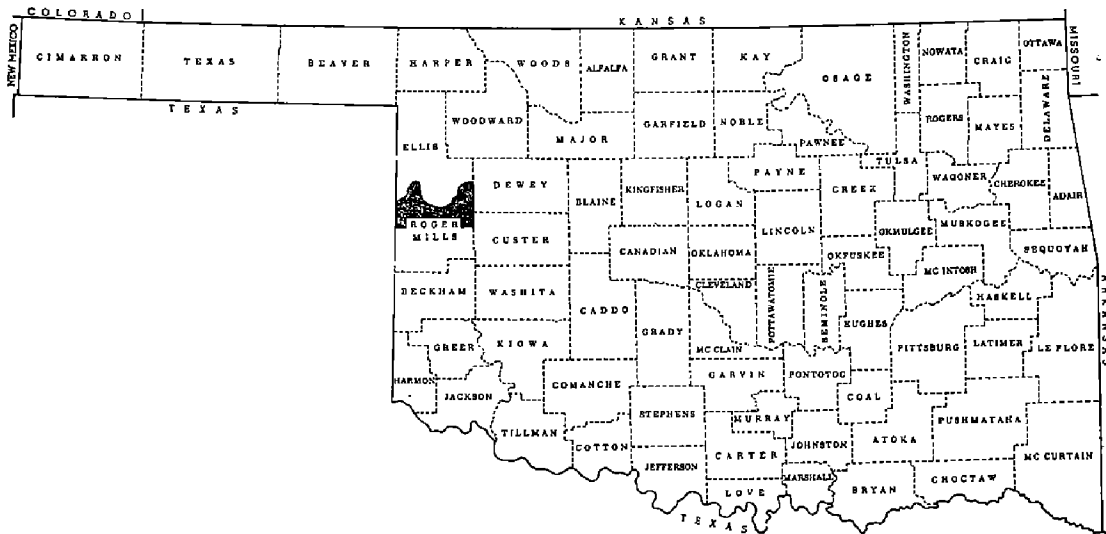 COLORADO
KANSAS
NEW MEXICO
CIMARRON
TEXAS
BEAVER
HARPER
WOODS
ALFALFA
GRANT
KAY
OSAGE
WASHINGTON
NOWATA
CRAIG
OTTAWA
MISSOURI
TEXAS
ELLIS
WOODWARD
MAJOR
GARFIELD
NOBLE
PAWNEE
ROGERS
MAYES
DELAWARE
DEWEY
BLAINE
KINGFISHER
LOGAN
PAYNE
CREEK
TULSA
WAGONER
CHEROKEE
ADAIR
ROGER
MILLS
CUSTER
CANADIAN
OKLAHOMA
LINCOLN
OKFUSKEE
OKMULGEE
MUSKOGEE
SEQUOYAH
MC INTOSH
BECKHAM
WASHITA
CADDO
GRADY
CLEVELAND
POTTAWATOMIE
SEMINOLE
HUGHES
HASKELL
ARKANSAS
GREER
KIOWA
MC CLAIN
PITTSBURG
LATIMER
LE FLORE
HARMON
JACKSON
COMANCHE
GARVIN
PONTOTOC
COAL
STEPHENS
MURRAY
PUSHMATAHA
TILLMAN
COTTON
JOHNSTON
ATOKA
JEFFERSON
CARTER
MC CURTAIN
LOVE
MARSHALL
BRYAN
CHOCTAW
TEXAS